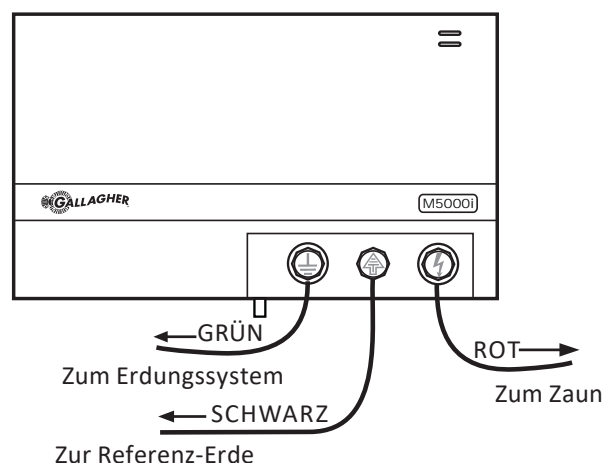 GALLAGHER
M5000i
GRÜN
Zum Erdungssystem
ROT
Zum Zaun
SCHWARZ
Zur Referenz-Erde